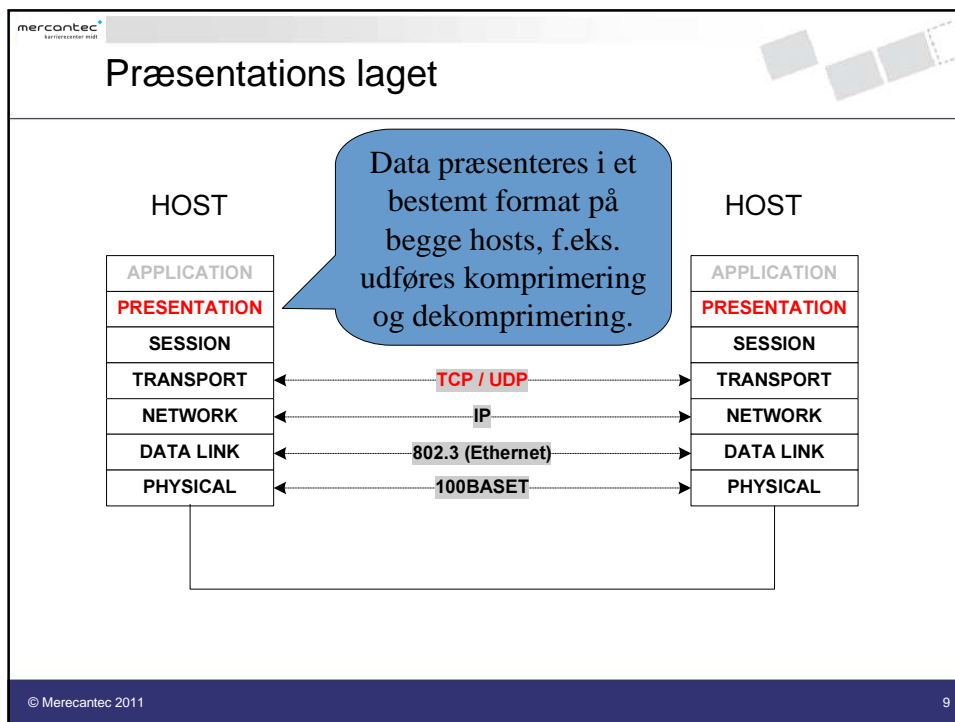 mercantec
karrierecenter midt
Præsentations laget
Data præsenteres i et
bestemt format på
begge hosts, f.eks.
udføres komprimering
og dekomprimering.
HOST
HOST
APPLICATION
PRESENTATION
SESSION
TRANSPORT
NETWORK
DATA LINK
PHYSICAL
TCP / UDP
IP
802.3 (Ethernet)
100BASET
APPLICATION
PRESENTATION
SESSION
TRANSPORT
NETWORK
DATA LINK
PHYSICAL
© Merecantec 2011
9